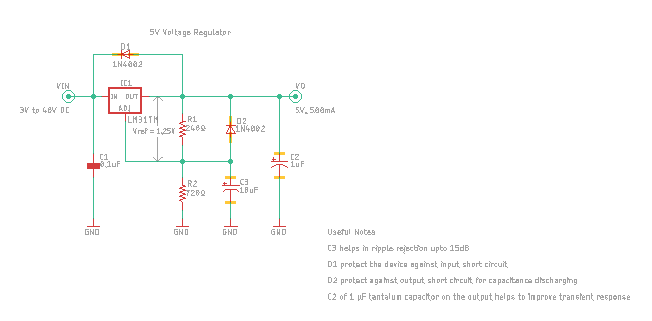 5V Voltage Regulator
D1
1N4002
VIN
IC1
VO
IN OUT
ADJ
3V to 40V DC
LM317M
Vref = 1.25V
R1
240Ω
D2
1N4002
5V, 500mA
C1
0.1uF
C2
1uF
R2
720Ω
C3
10uF
GND
GND
GND
GND
Useful Notes
C3 helps in ripple rejection upto 15dB
D1 protect the device against input short circuit
D2 protect against output short circuit for capacitance discharging
C2 of 1 µF tantalum capacitor on the output helps to improve transient response